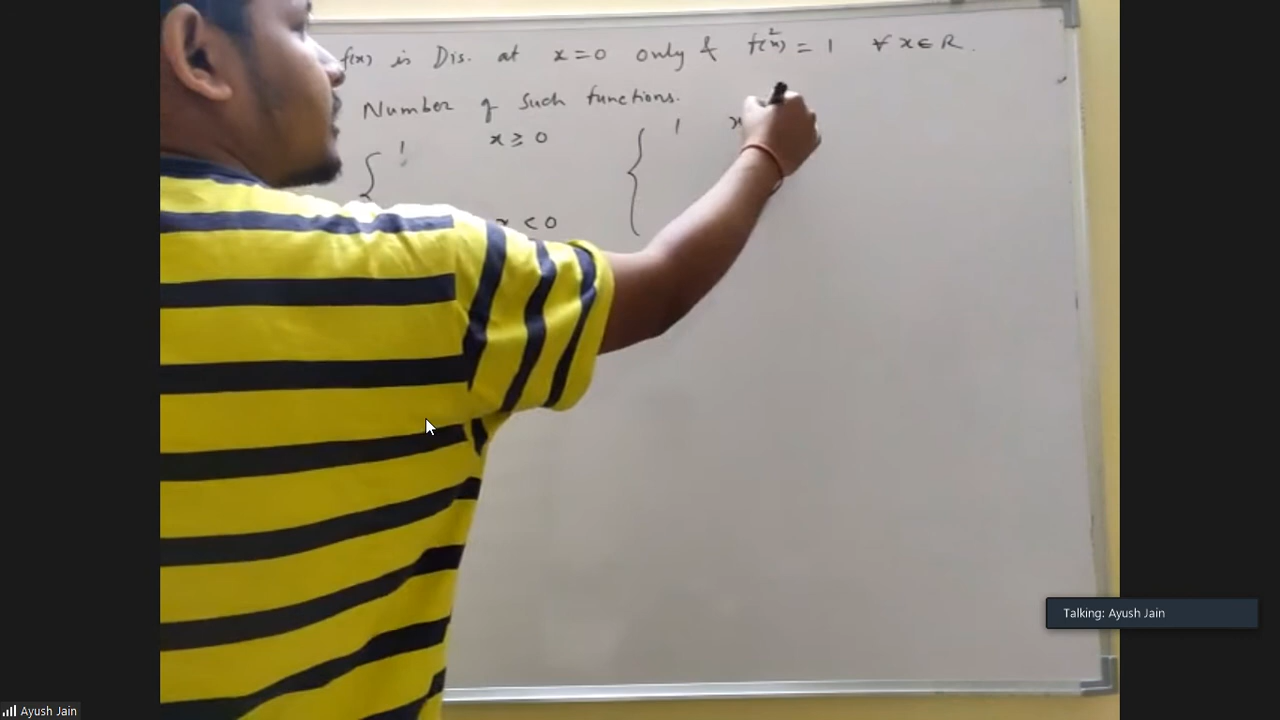 f(x) is Dis. at x=0 only & f²(x) = 1 ∀ x ∈ R.
Number of such functions.
{ 1 x ≥ 0 { 1 x
x < 0
Talking: Ayush Jain
Ayush Jain